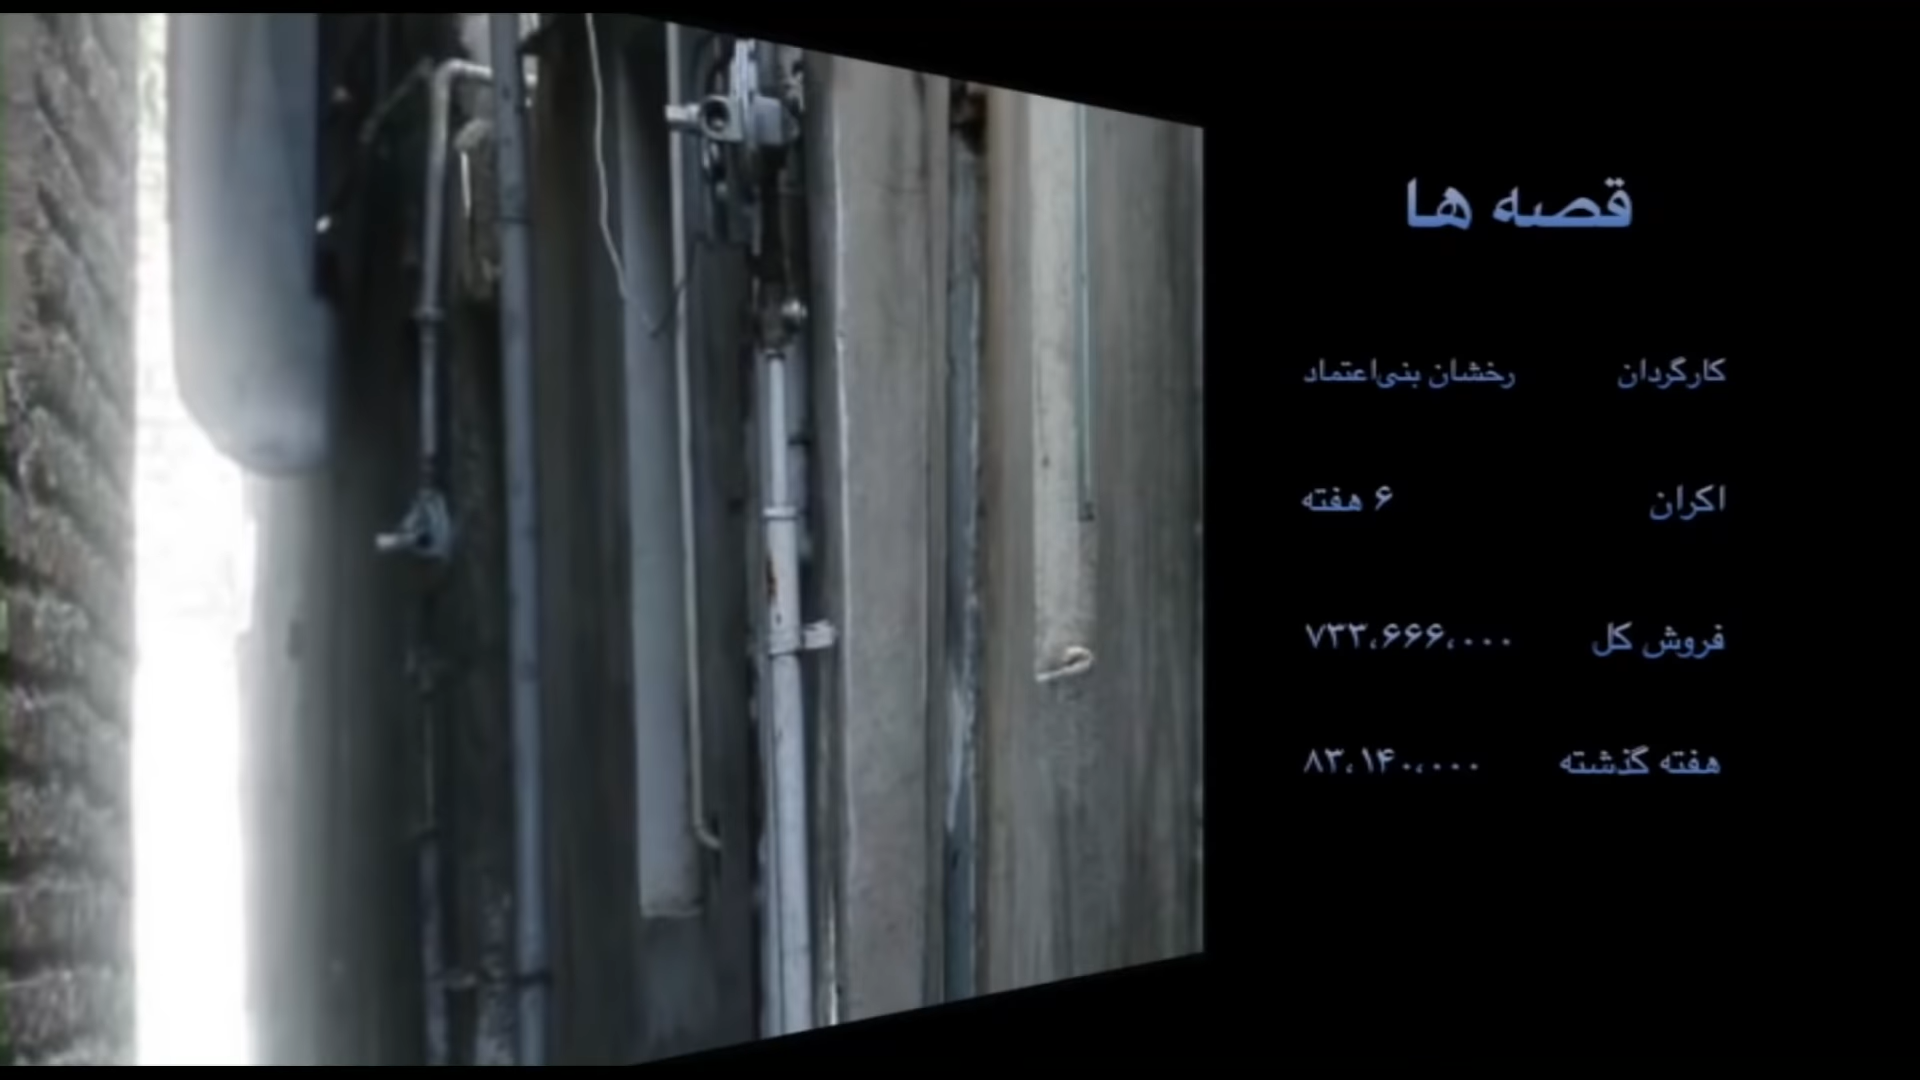 قصه ها
کارگردان رخشان بنی‌اعتماد
اکران ۶ هفته
فروش کل ۷۳۳،۶۶۶،۰۰۰
هفته گذشته ۸۳،۱۴۰،۰۰۰